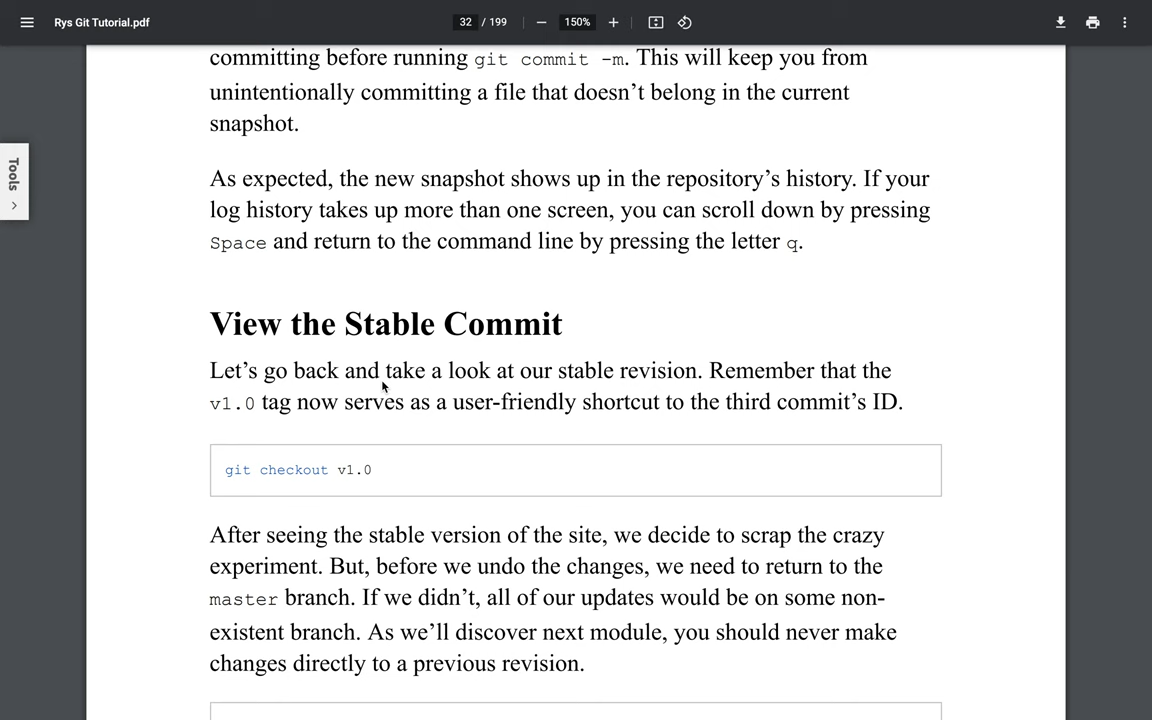 Rys Git Tutorial.pdf
32 / 199
150%
Tools
committing before running git commit -m. This will keep you from
unintentionally committing a file that doesn’t belong in the current
snapshot.
As expected, the new snapshot shows up in the repository’s history. If your
log history takes up more than one screen, you can scroll down by pressing
Space and return to the command line by pressing the letter q.
View the Stable Commit
Let’s go back and take a look at our stable revision. Remember that the
v1.0 tag now serves as a user-friendly shortcut to the third commit’s ID.
git checkout v1.0
After seeing the stable version of the site, we decide to scrap the crazy
experiment. But, before we undo the changes, we need to return to the
master branch. If we didn’t, all of our updates would be on some non-
existent branch. As we’ll discover next module, you should never make
changes directly to a previous revision.